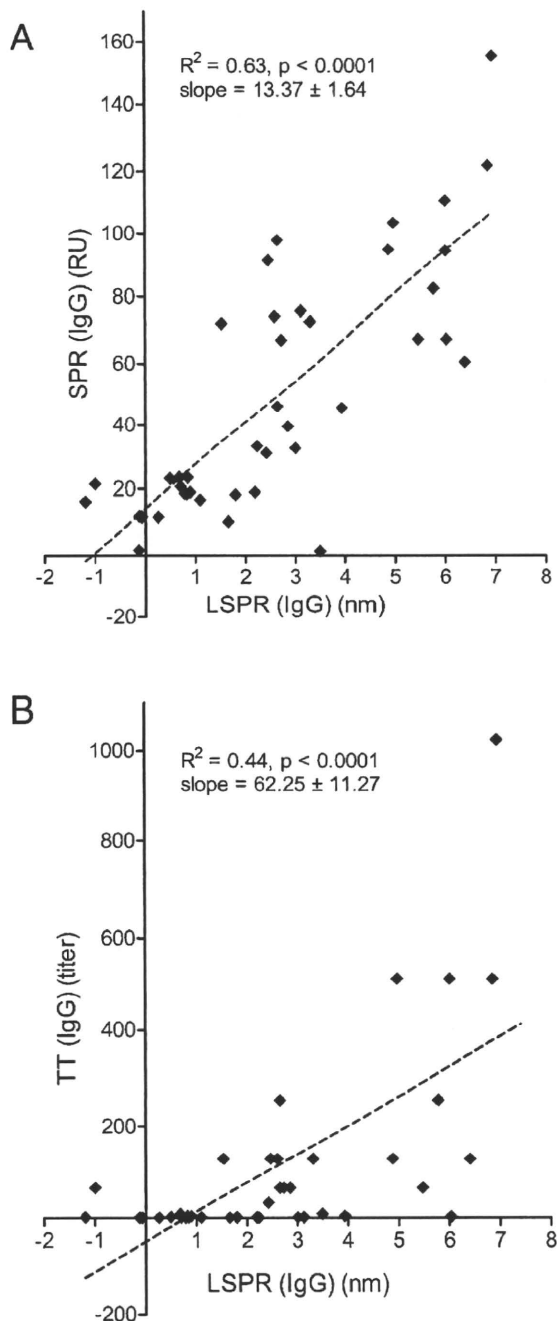 A
R² = 0.63, p < 0.0001
slope = 13.37 ± 1.64
SPR (IgG) (RU)
160
140
120
100
80
60
40
20
-20
-2 -1 1 2 3 4 5 6 7 8
LSPR (IgG) (nm)
B
R² = 0.44, p < 0.0001
slope = 62.25 ± 11.27
TT (IgG) (titer)
1000
800
600
400
200
-200
-2 -1 1 2 3 4 5 6 7 8
LSPR (IgG) (nm)